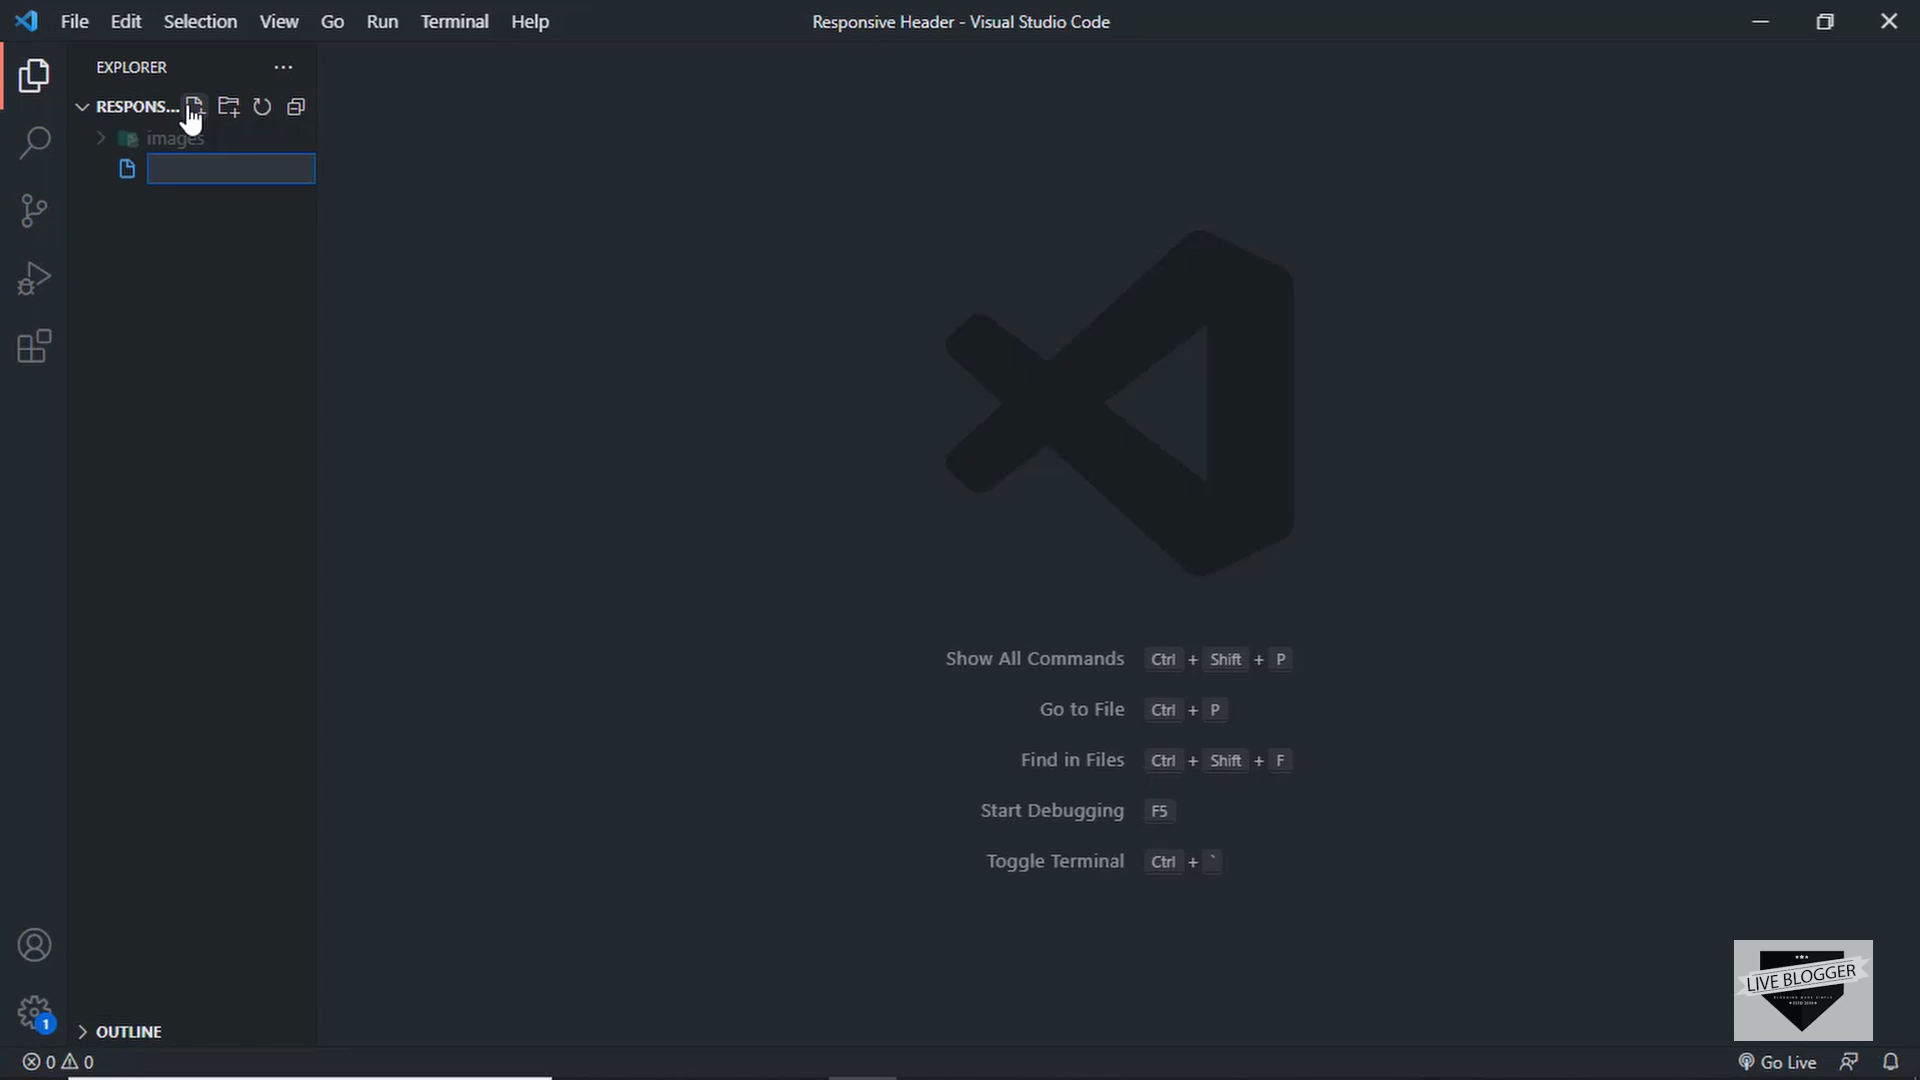 File Edit Selection View Go Run Terminal Help Responsive Header - Visual Studio Code
EXPLORER ...
RESPONS...
images
Show All Commands Ctrl + Shift + P
Go to File Ctrl + P
Find in Files Ctrl + Shift + F
Start Debugging F5
Toggle Terminal Ctrl + `
LIVE BLOGGER
1
OUTLINE
0 0 Go Live